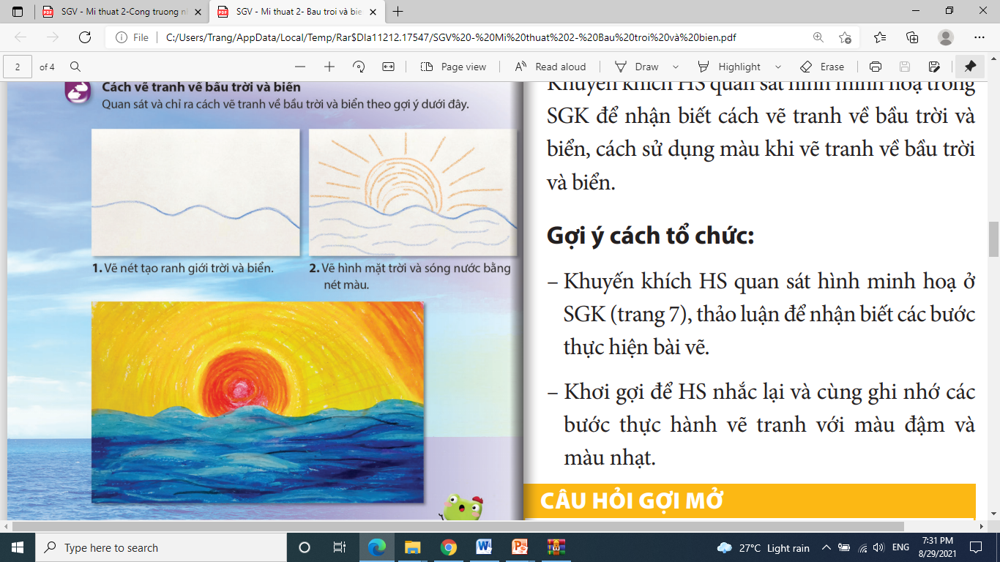 SGV - Mi thuat 2-Cong truong n
SGV - Mi thuat 2- Bau troi và bie
File
C:/Users/Trang/AppData/Local/Temp/Rar$DIa11212.17547/SGV%20-%20Mi%20thuat%202-%20Bau%20troi%20và%20bien.pdf
2 of 4
Page view
Read aloud
Draw
Highlight
Erase
Cách vẽ tranh về bầu trời và biển
Quan sát và chỉ ra cách vẽ tranh về bầu trời và biển theo gợi ý dưới đây.
1. Vẽ nét tạo ranh giới trời và biển.
2. Vẽ hình mặt trời và sóng nước bằng
nét màu.
Khuyến khích HS quan sát hình minh hoạ trong
SGK để nhận biết cách vẽ tranh về bầu trời và
biển, cách sử dụng màu khi vẽ tranh về bầu trời
và biển.
Gợi ý cách tổ chức:
– Khuyến khích HS quan sát hình minh hoạ ở
SGK (trang 7), thảo luận để nhận biết các bước
thực hiện bài vẽ.
– Khơi gợi để HS nhắc lại và cùng ghi nhớ các
bước thực hành vẽ tranh với màu đậm và
màu nhạt.
CÂU HỎI GỢI MỞ
Type here to search
27°C Light rain
ENG
7:31 PM
8/29/2021